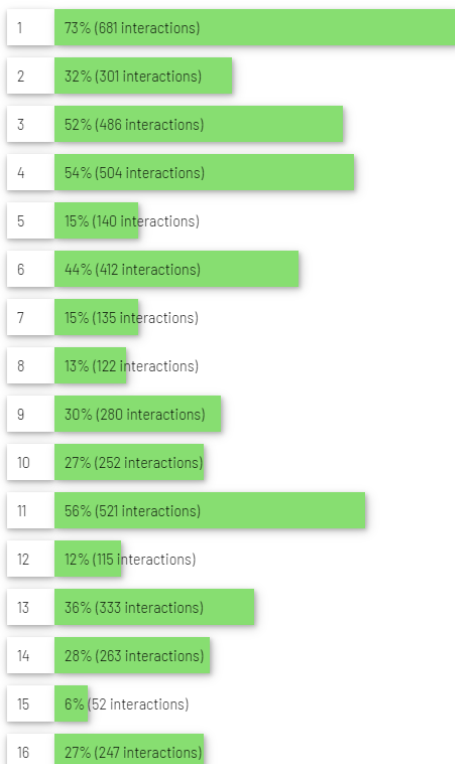 1 73% (681 interactions)
2 32% (301 interactions)
3 52% (486 interactions)
4 54% (504 interactions)
5 15% (140 interactions)
6 44% (412 interactions)
7 15% (135 interactions)
8 13% (122 interactions)
9 30% (280 interactions)
10 27% (252 interactions)
11 56% (521 interactions)
12 12% (115 interactions)
13 36% (333 interactions)
14 28% (263 interactions)
15 6% (52 interactions)
16 27% (247 interactions)